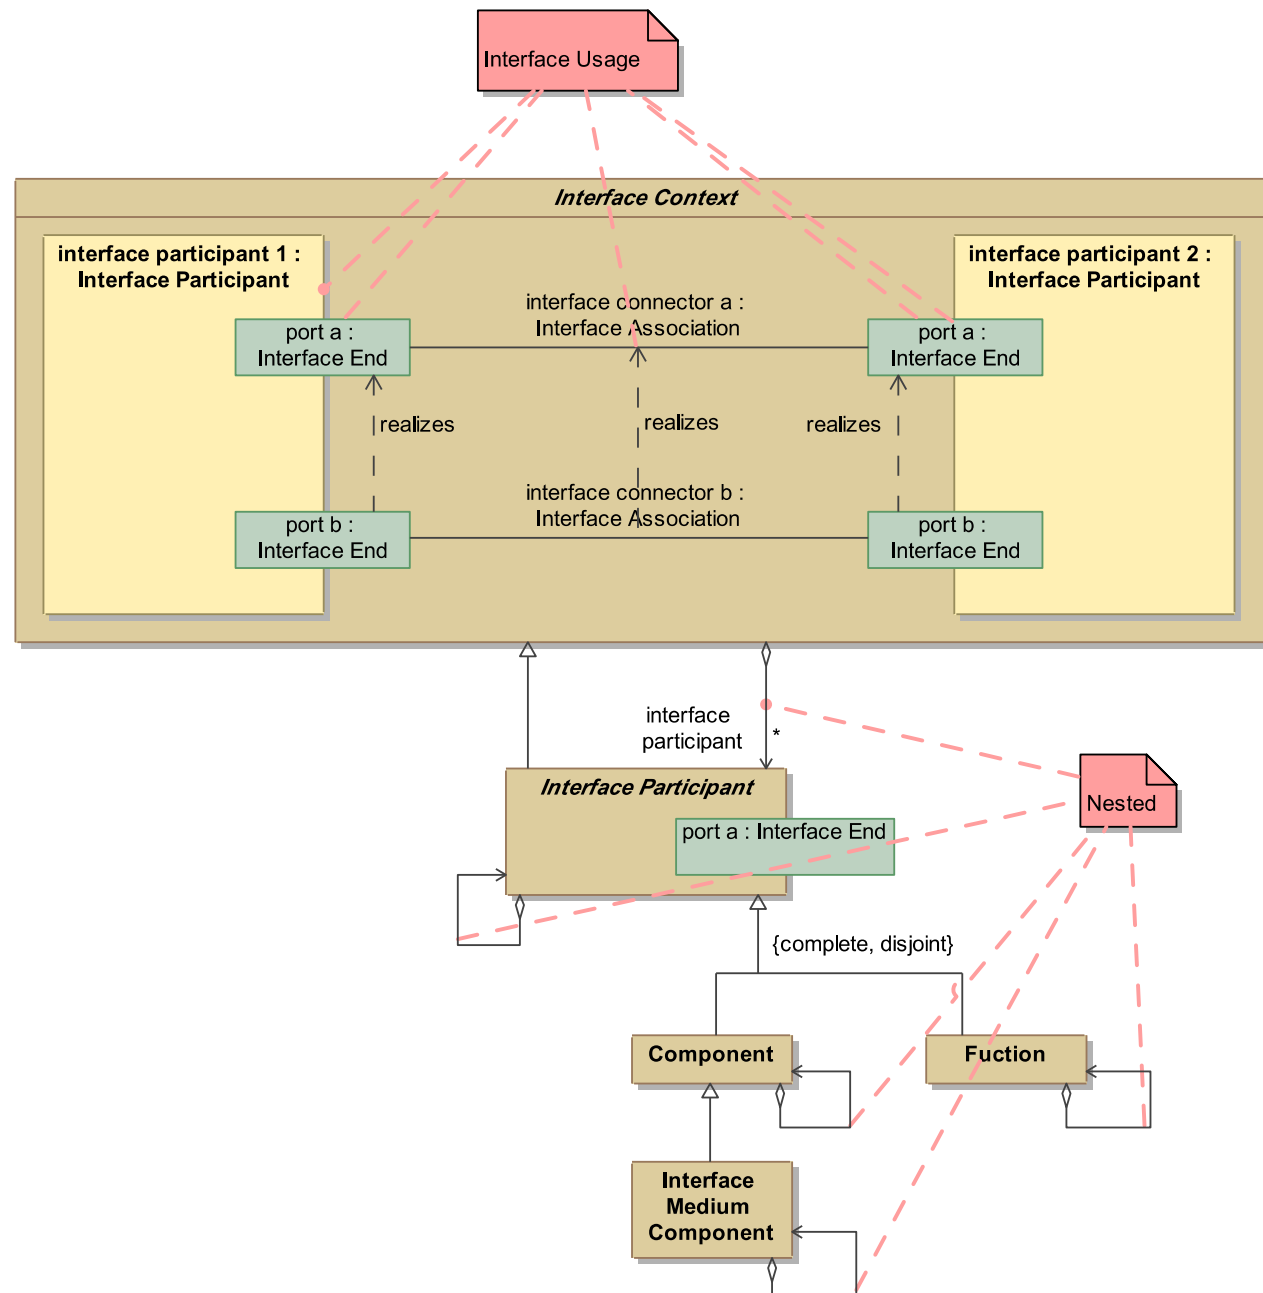 Interface Usage
Interface Context
interface participant 1 :
Interface Participant
interface participant 2 :
Interface Participant
interface connector a :
Interface Association
port a :
Interface End
port a :
Interface End
realizes
realizes
realizes
interface connector b :
Interface Association
port b :
Interface End
port b :
Interface End
interface
participant
*
Interface Participant
Nested
port a : Interface End
{complete, disjoint}
Component
Fuction
Interface
Medium
Component